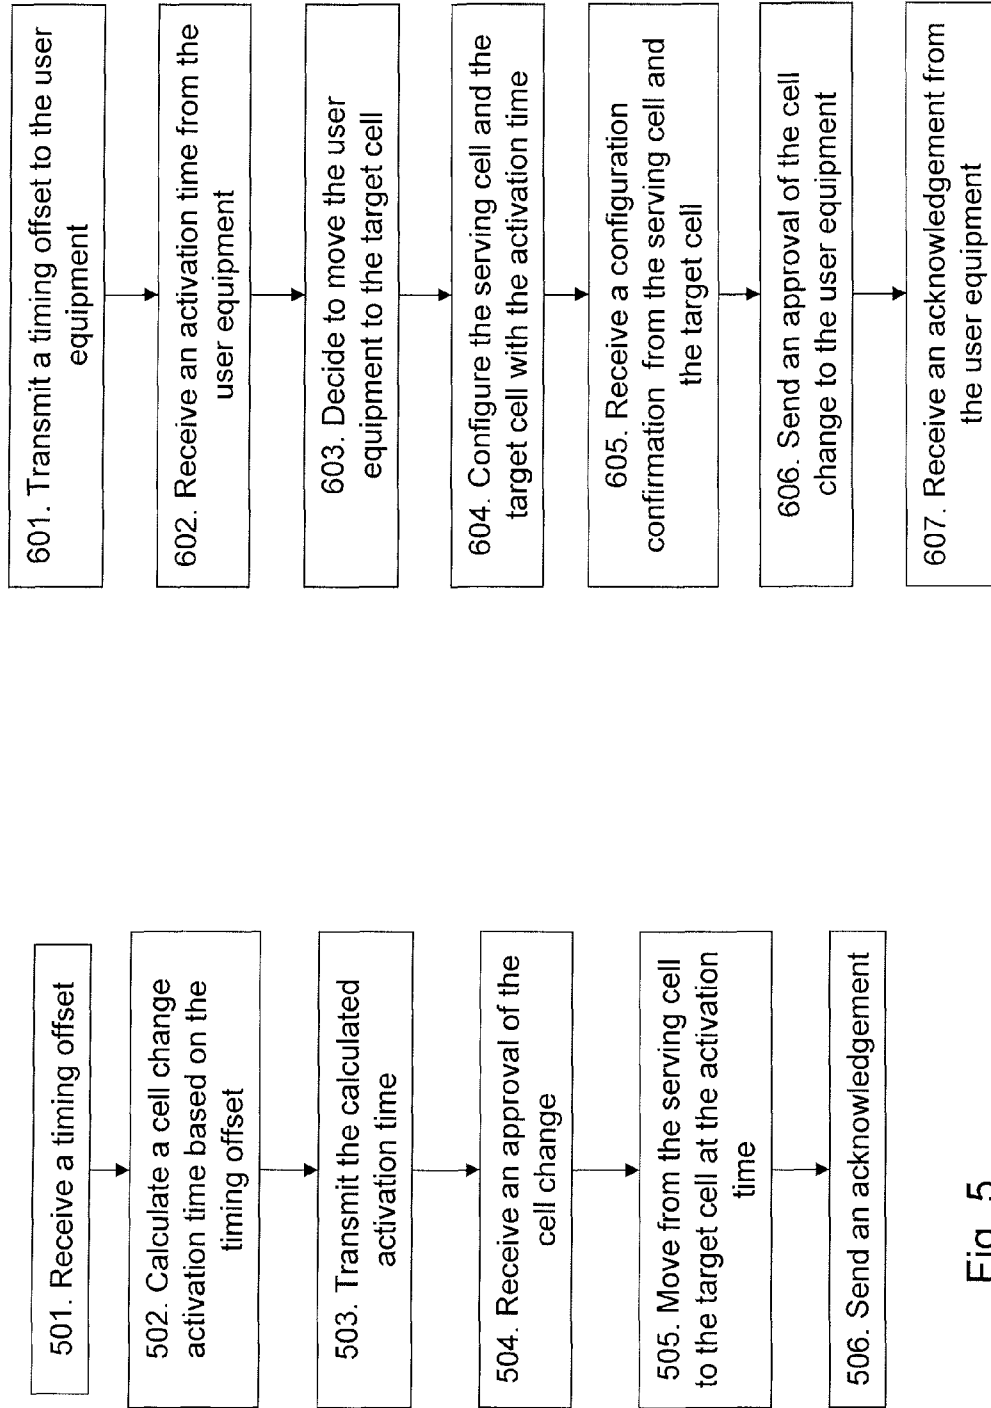 501. Receive a timing offset
502. Calculate a cell change
activation time based on the
timing offset
503. Transmit the calculated
activation time
504. Receive an approval of the
cell change
505. Move from the serving cell
to the target cell at the activation
time
506. Send an acknowledgement
Fig. 5
601. Transmit a timing offset to the user
equipment
602. Receive an activation time from the
user equipment
603. Decide to move the user
equipment to the target cell
604. Configure the serving cell and the
target cell with the activation time
605. Receive a configuration
confirmation from the serving cell and
the target cell
606. Send an approval of the cell
change to the user equipment
607. Receive an acknowledgement from
the user equipment